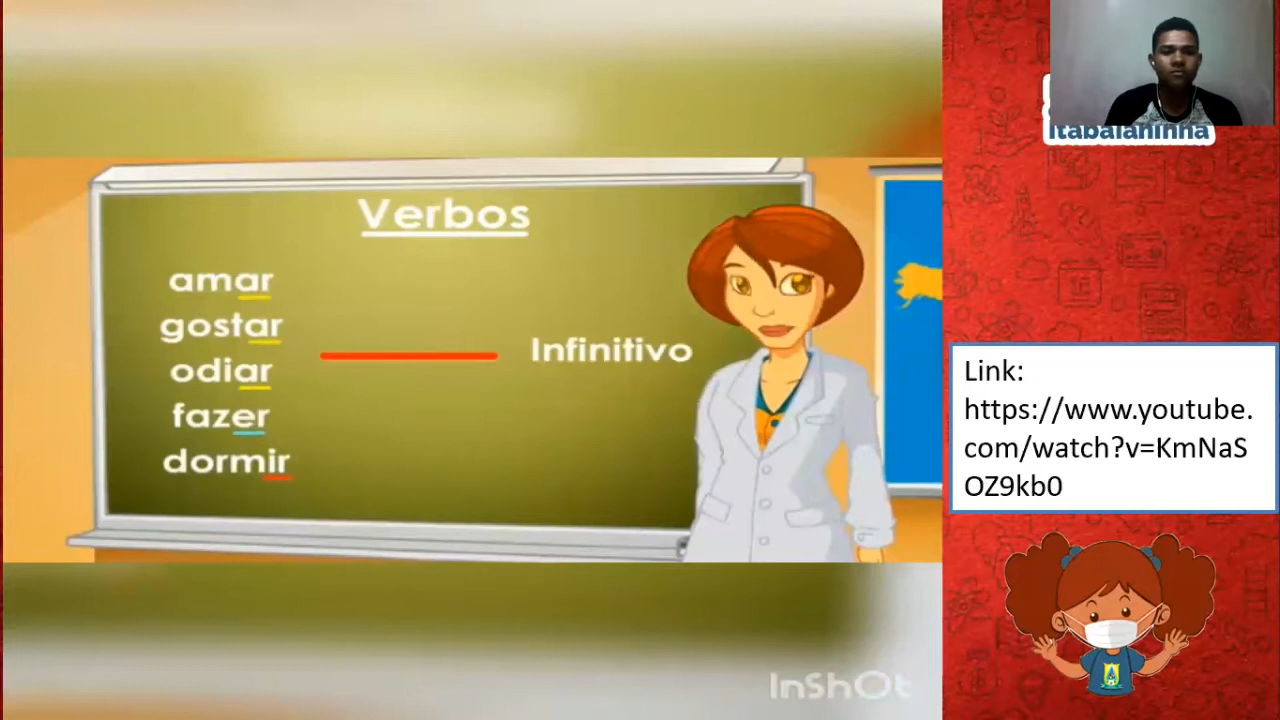 Verbos
amar
gostar
odiar
fazer
dormir
Infinitivo
Itabaianinha
Link:
https://www.youtube.
com/watch?v=KmNaS
OZ9kb0
InShOt